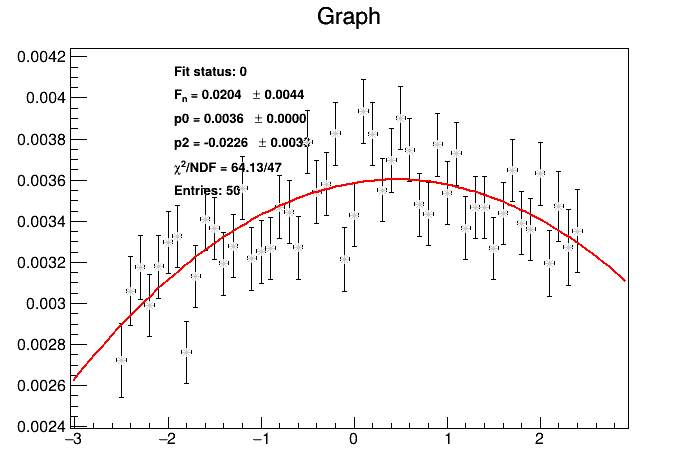 Graph
0.0042
0.004
0.0038
0.0036
0.0034
0.0032
0.003
0.0028
0.0026
0.0024
Fit status: 0
Fn = 0.0204 ± 0.0044
p0 = 0.0036 ± 0.0000
p2 = -0.0226 ± 0.0033
χ²/NDF = 64.13/47
Entries: 50
−3 −2 −1 0 1 2